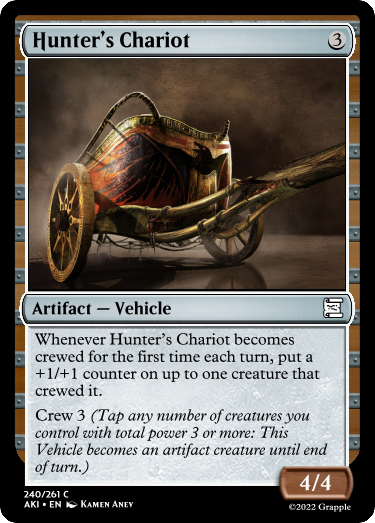 Hunter's Chariot
3
Artifact — Vehicle
Whenever Hunter's Chariot becomes
crewed for the first time each turn, put a
+1/+1 counter on up to one creature that
crewed it.
Crew 3 (Tap any number of creatures you
control with total power 3 or more: This
Vehicle becomes an artifact creature until end
of turn.)
4/4
240/261 C
AKI • EN Kamen Anev
©2022 Grapple